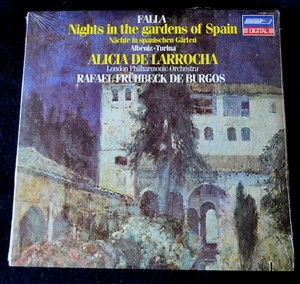 FALLA
Nights in the gardens of Spain
Nächte in spanischen Gärten
Albéniz·Turina
ALICIA DE LARROCHA
London Philharmonic Orchestra
RAFAEL FRÜHBECK DE BURGOS
DIGITAL